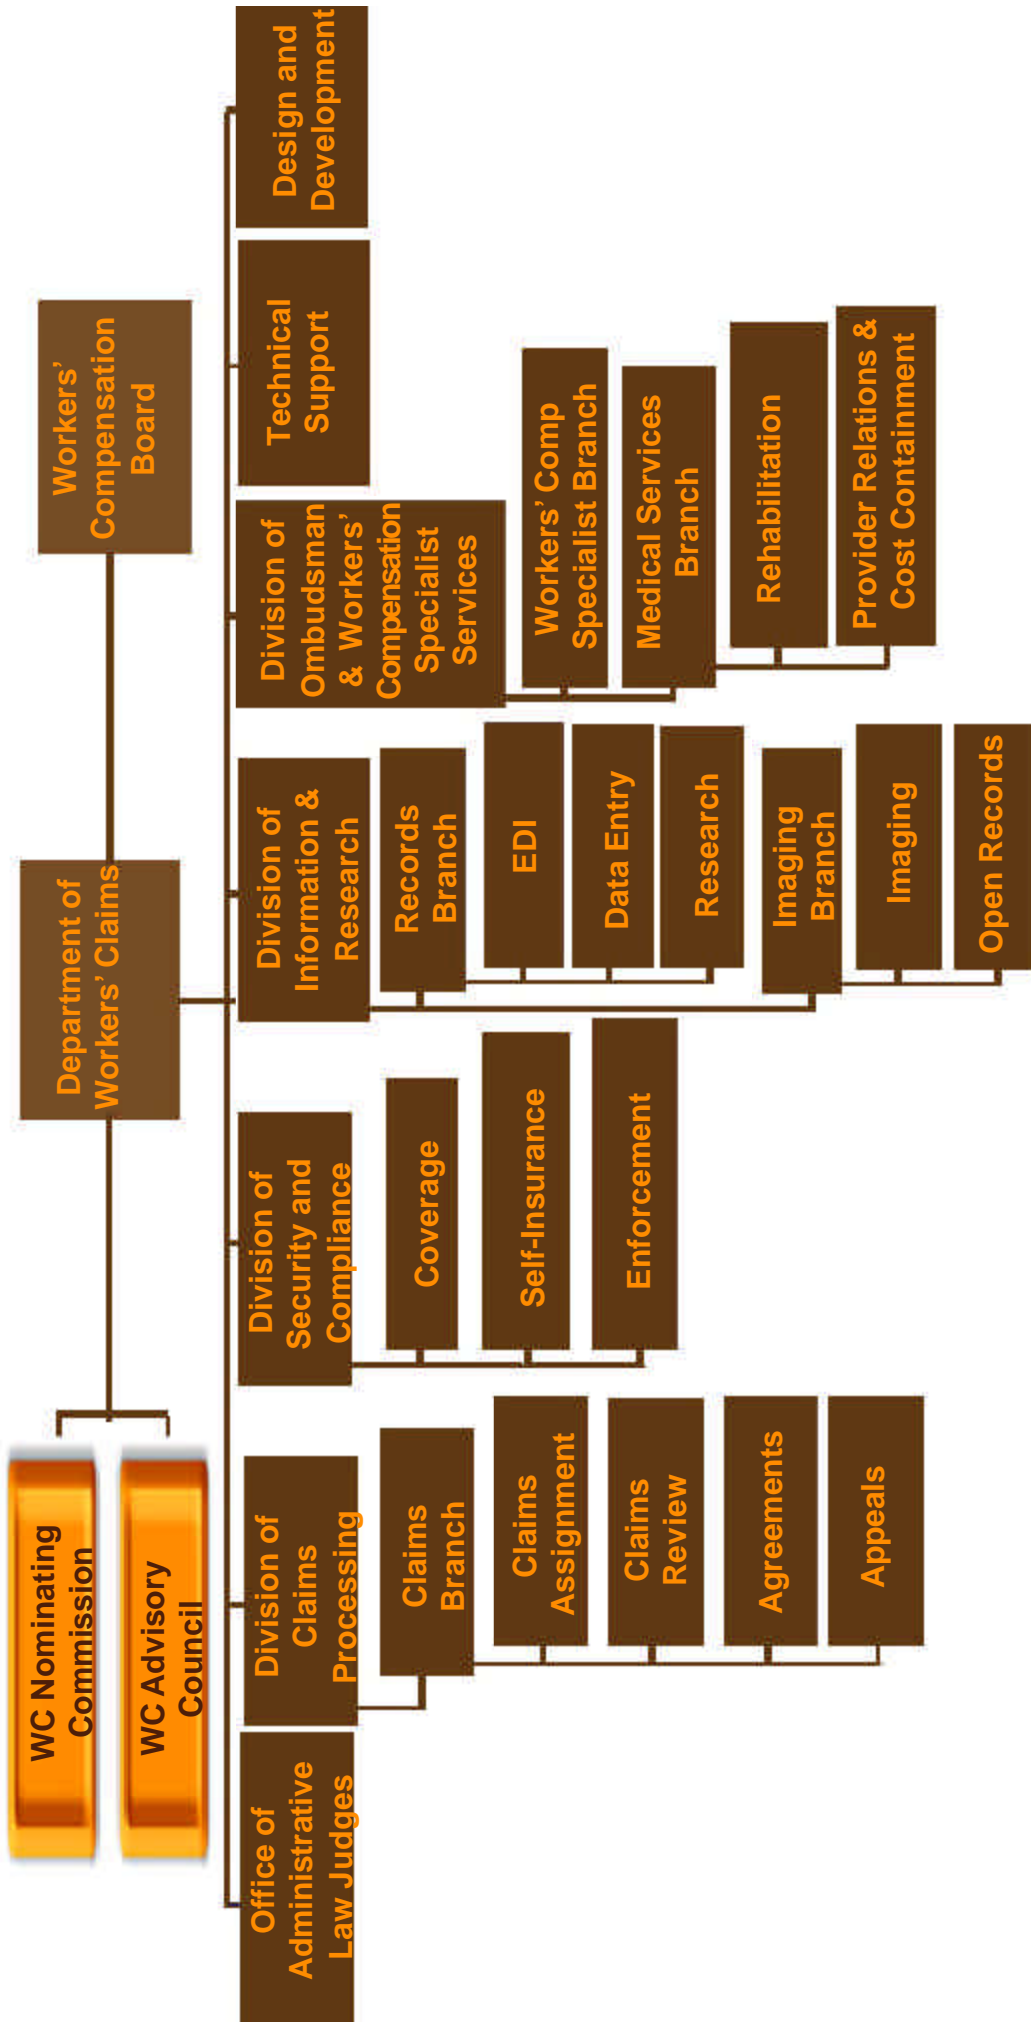 WC Nominating
Commission
WC Advisory
Council
Department of
Workers’ Claims
Workers’
Compensation
Board
Office of
Administrative
Law Judges
Division of
Claims
Processing
Claims
Branch
Claims
Assignment
Claims
Review
Agreements
Appeals
Division of
Security and
Compliance
Coverage
Self-Insurance
Enforcement
Division of
Information &
Research
Records
Branch
EDI
Data Entry
Research
Imaging
Branch
Imaging
Open Records
Division of
Ombudsman
& Workers’
Compensation
Specialist
Services
Workers’ Comp
Specialist Branch
Medical Services
Branch
Rehabilitation
Provider Relations &
Cost Containment
Technical
Support
Design and
Development